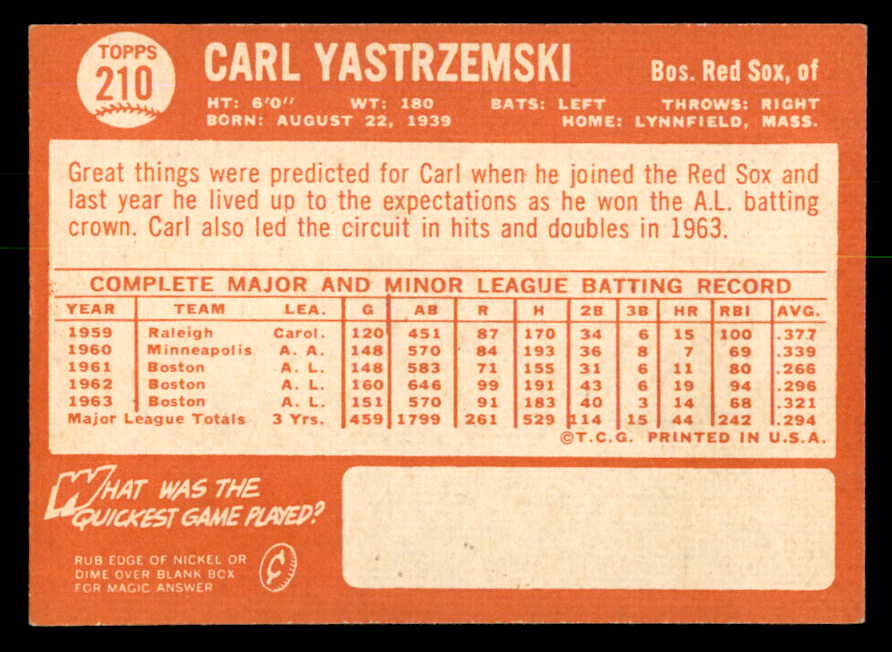 TOPPS
210
CARL YASTRZEMSKI
Bos. Red Sox, of
HT: 6'0" WT: 180 BATS: LEFT THROWS: RIGHT
BORN: AUGUST 22, 1939 HOME: LYNNFIELD, MASS.
Great things were predicted for Carl when he joined the Red Sox and
last year he lived up to the expectations as he won the A.L. batting
crown. Carl also led the circuit in hits and doubles in 1963.
COMPLETE MAJOR AND MINOR LEAGUE BATTING RECORD
YEAR TEAM LEA. G AB R H 2B 3B HR RBI AVG.
1959 Raleigh Carol. 120 451 87 170 34 6 15 100 .377
1960 Minneapolis A. A. 148 570 84 193 36 8 7 69 .339
1961 Boston A. L. 148 583 71 155 31 6 11 80 .266
1962 Boston A. L. 160 646 99 191 43 6 19 94 .296
1963 Boston A. L. 151 570 91 183 40 3 14 68 .321
Major League Totals 3 Yrs. 459 1799 261 529 114 15 44 242 .294
©T.C.G. PRINTED IN U.S.A.
WHAT WAS THE
QUICKEST GAME PLAYED?
RUB EDGE OF NICKEL OR
DIME OVER BLANK BOX
FOR MAGIC ANSWER
¢